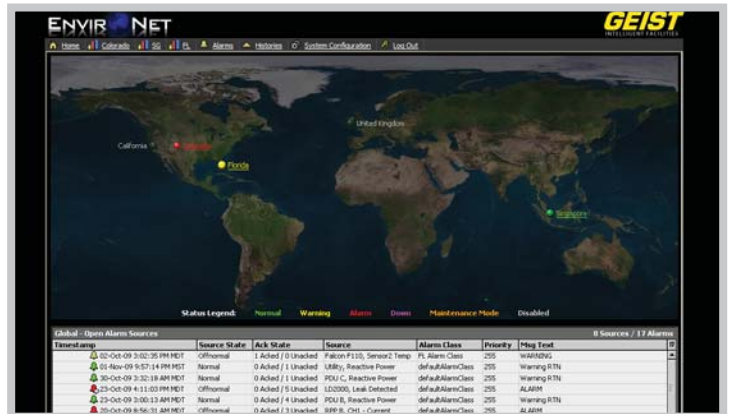 ENVIRONET
GEIST
INTELLIGENT FACILITIES
Home Colorado SG FL Alarms Histories System Configuration Log Out
United Kingdom
California
Florida
Singapore
Status Legend: Normal Warning Alarm Down Maintenance Mode Disabled
Global - Open Alarm Sources 8 Sources / 17 Alarms
Timestamp Source State Ack State Source Alarm Class Priority Msg Text
02-Oct-09 3:02:35 PM MDT Offnormal 1 Acked / 0 Unacked Falcon F110, Sensor2 Temp FL Alarm Class 255 WARNING
01-Nov-09 9:57:14 PM MST Normal 0 Acked / 1 Unacked Utility, Reactive Power defaultAlarmClass 255 Warning RTN
30-Oct-09 3:32:18 AM MDT Normal 0 Acked / 1 Unacked PDU C, Reactive Power defaultAlarmClass 255 Warning RTN
23-Oct-09 4:11:03 PM MDT Offnormal 0 Acked / 5 Unacked LD2000, Leak Detected defaultAlarmClass 255 ALARM
23-Oct-09 3:00:13 AM MDT Normal 0 Acked / 4 Unacked PDU B, Reactive Power defaultAlarmClass 255 Warning RTN
20-Oct-09 8:56:31 AM MDT Offnormal 0 Acked / 3 Unacked RPP B, CH1 - Current defaultAlarmClass 255 ALARM